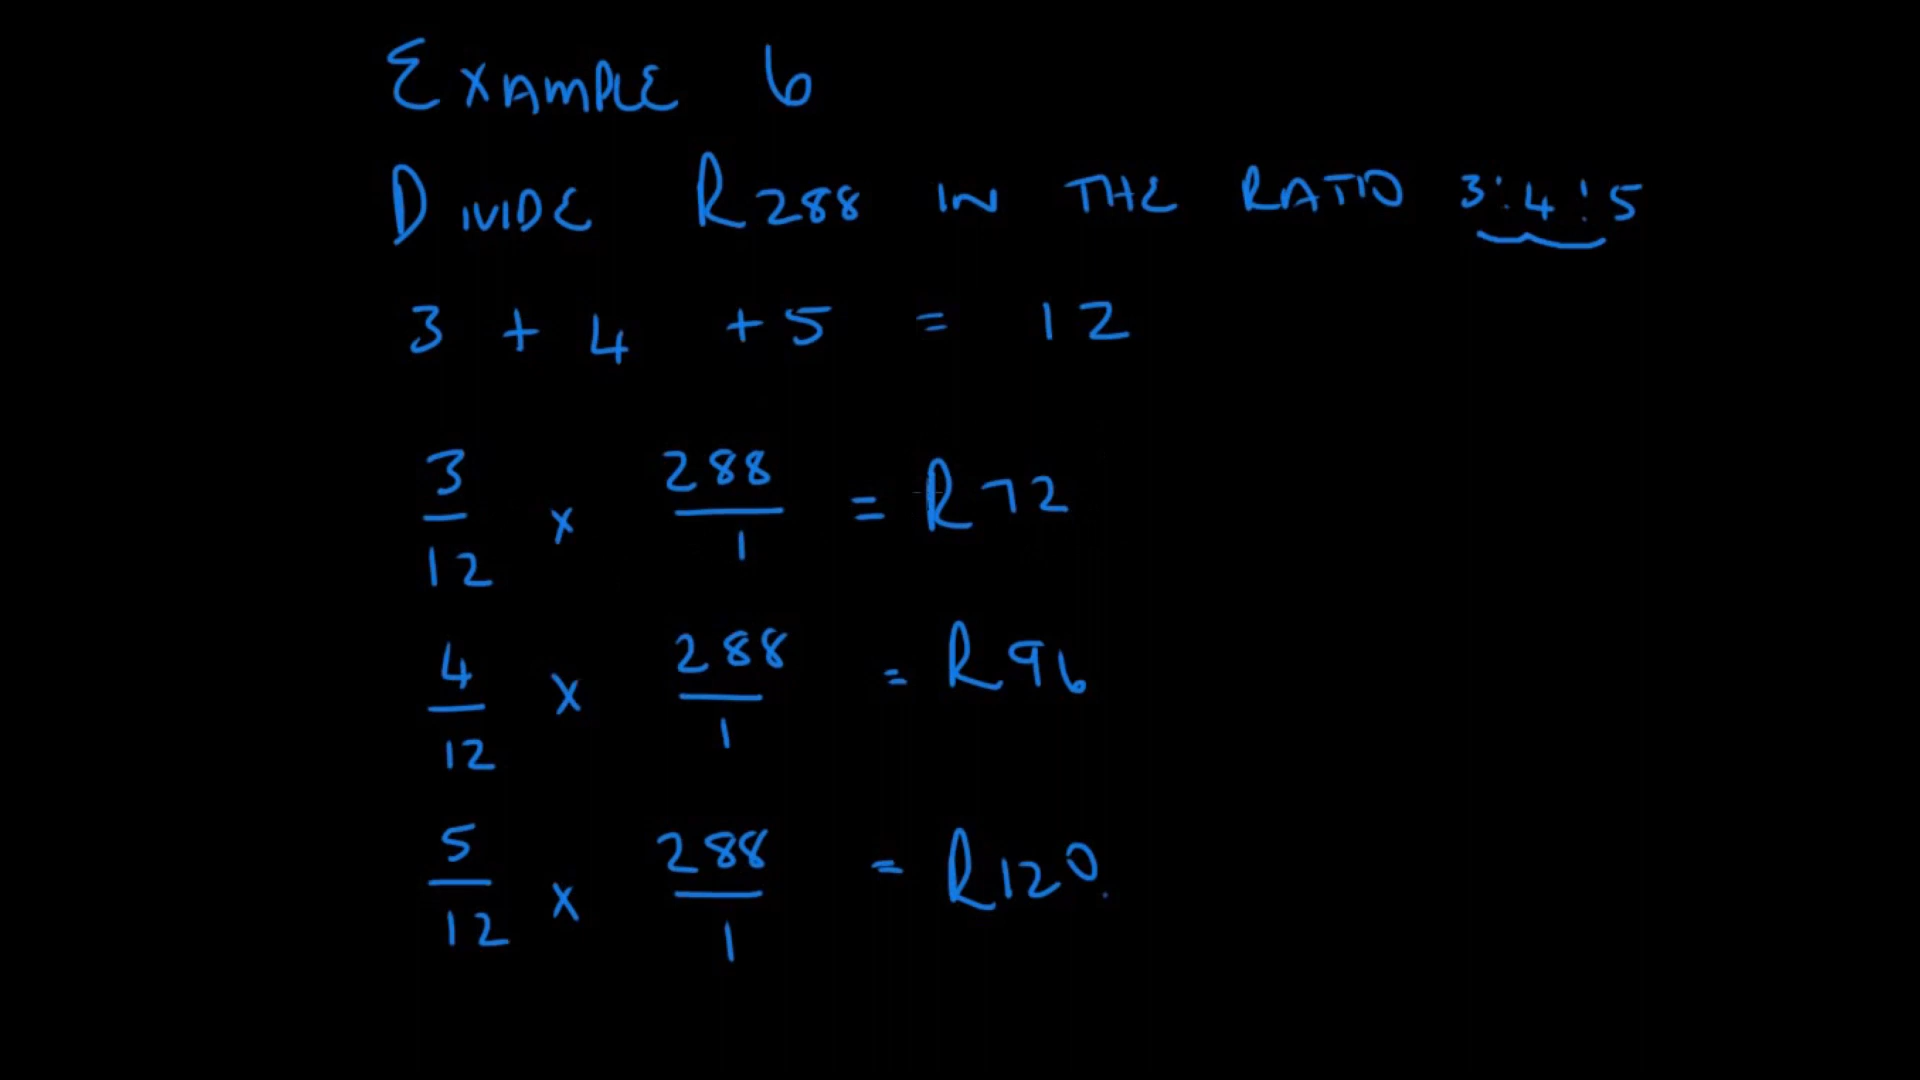 EXAMPLE 6
DIVIDE R288 IN THE RATIO 3:4:5
3 + 4 + 5 = 12
3/12 x 288/1 = R72
4/12 x 288/1 = R96
5/12 x 288/1 = R120.